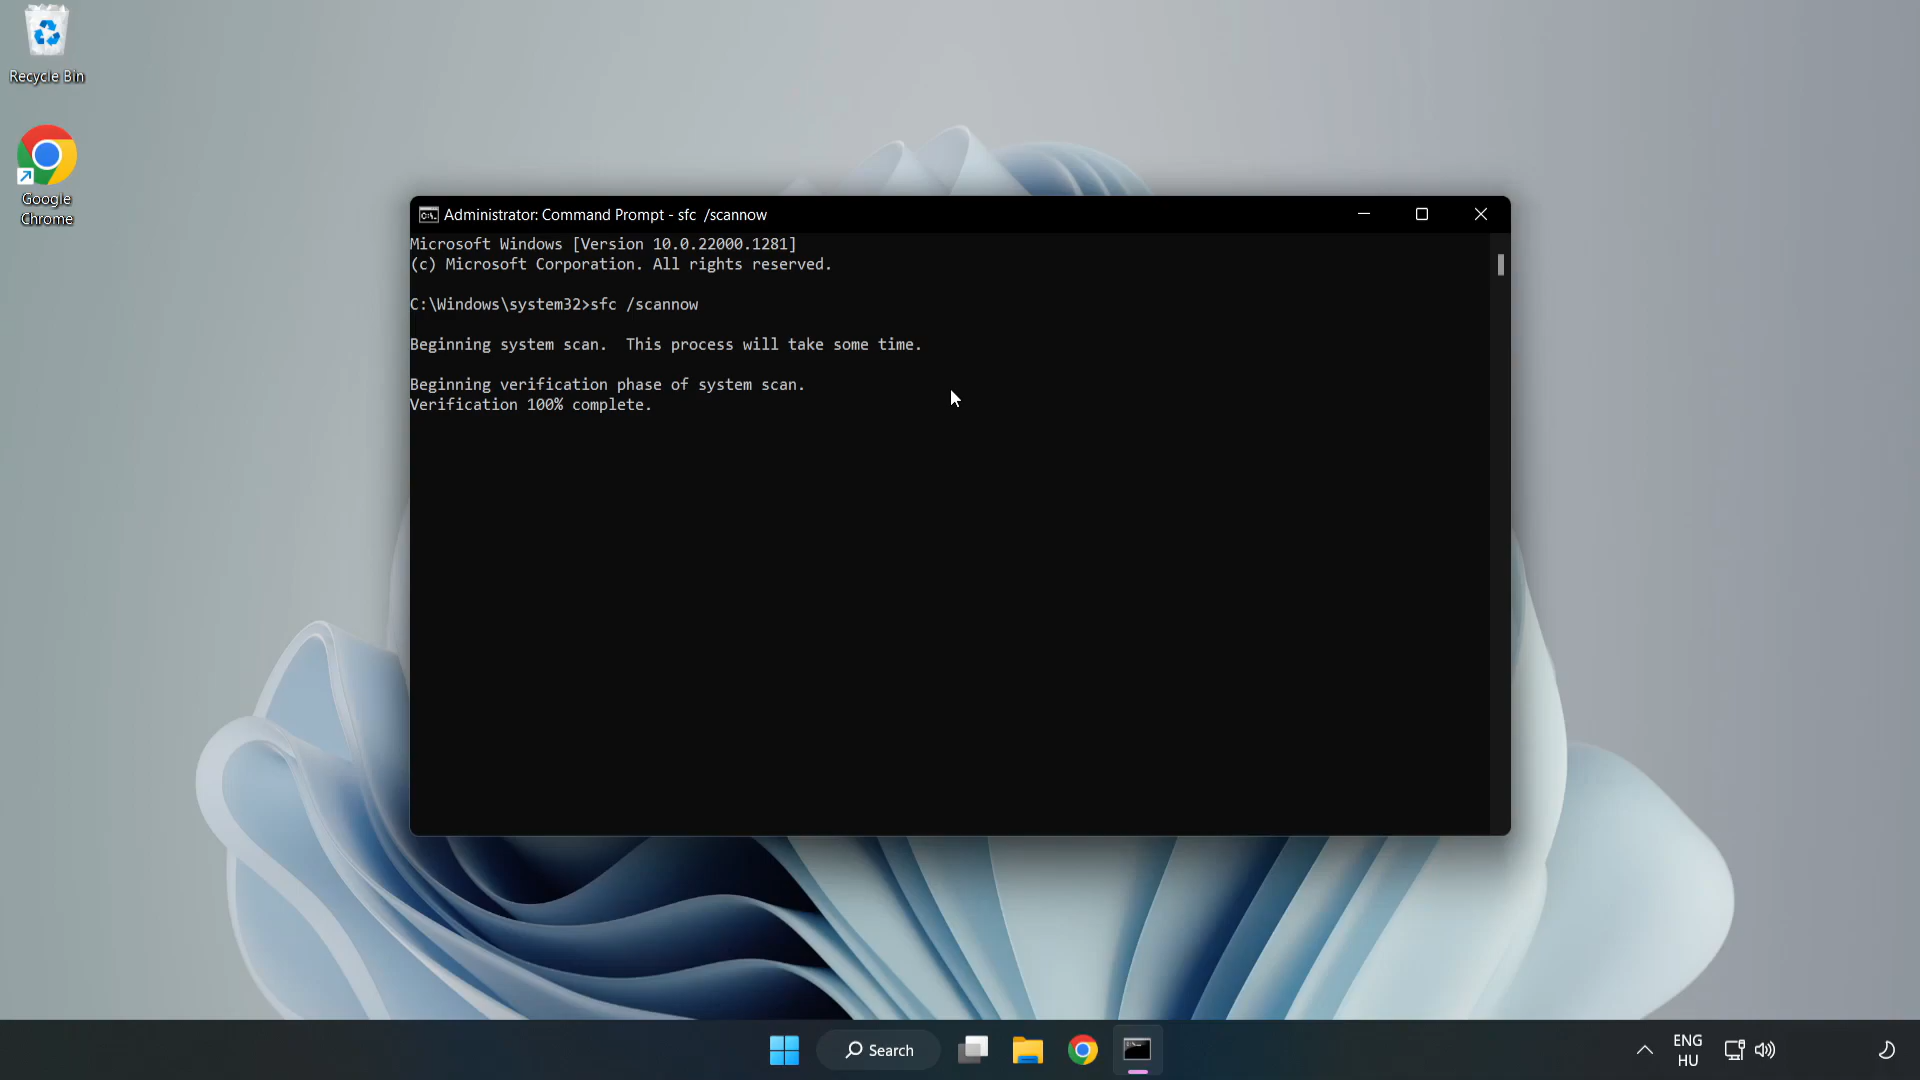 Recycle Bin
Google
Chrome
Administrator: Command Prompt - sfc  /scannow
Microsoft Windows [Version 10.0.22000.1281]
(c) Microsoft Corporation. All rights reserved.
C:\Windows\system32>sfc /scannow
Beginning system scan.  This process will take some time.
Beginning verification phase of system scan.
Verification 100% complete.
Search
ENG
HU